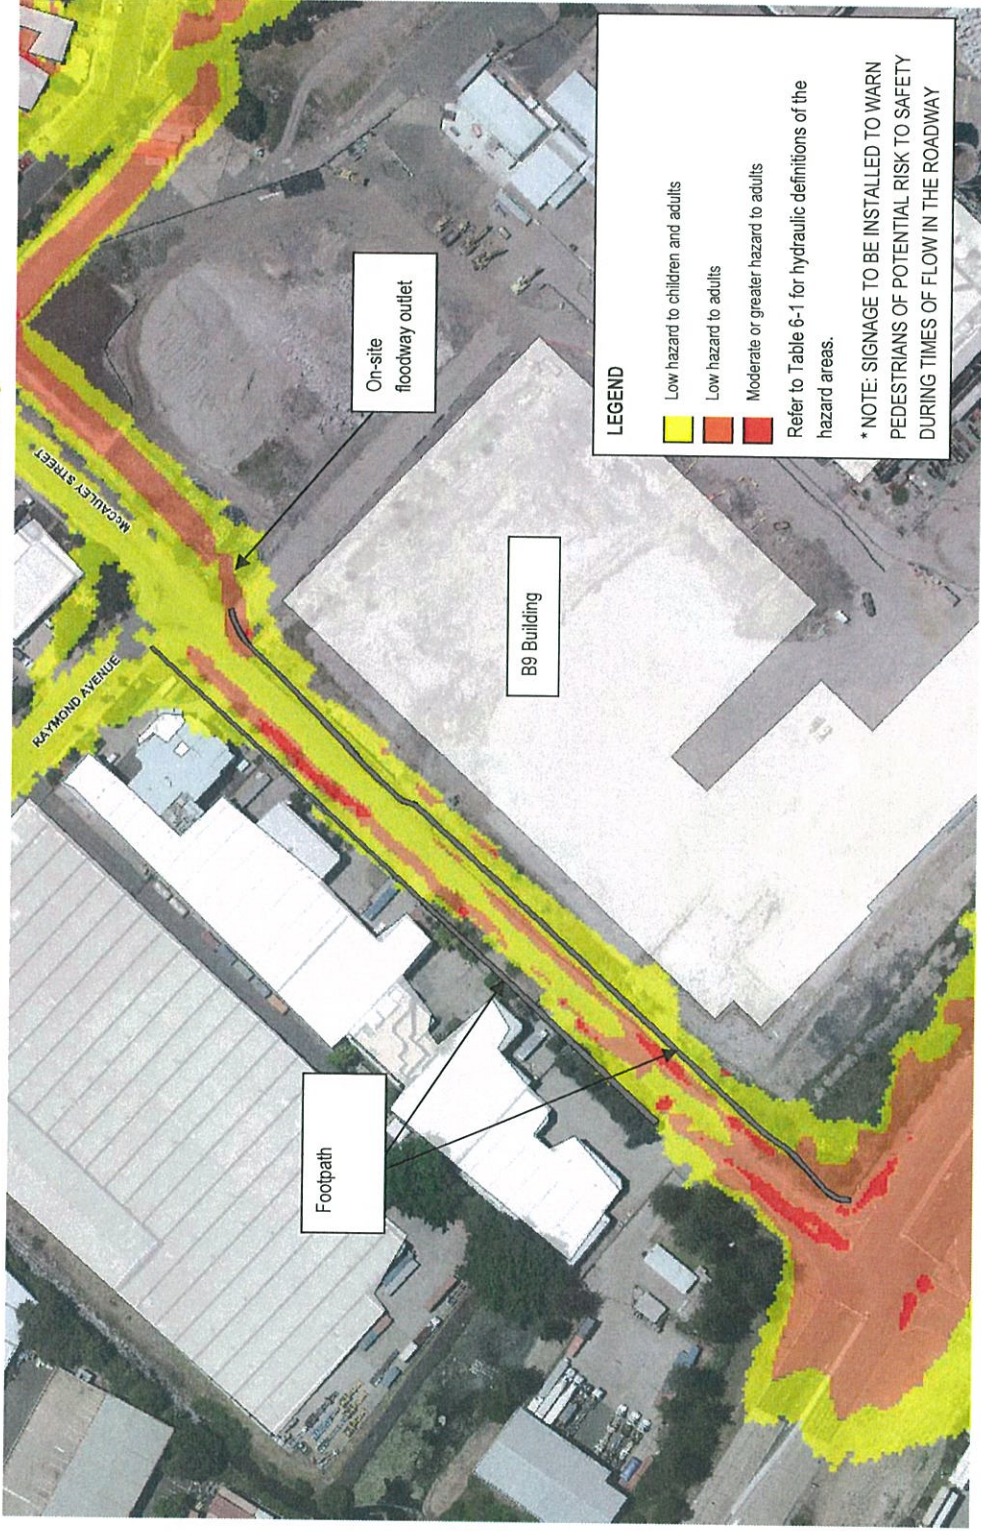 RAYMOND AVENUE
McCAULEY STREET
On-site
floodway outlet
Footpath
B9 Building
LEGEND
Low hazard to children and adults
Low hazard to adults
Moderate or greater hazard to adults
Refer to Table 6-1 for hydraulic definitions of the
hazard areas.
* NOTE: SIGNAGE TO BE INSTALLED TO WARN
PEDESTRIANS OF POTENTIAL RISK TO SAFETY
DURING TIMES OF FLOW IN THE ROADWAY